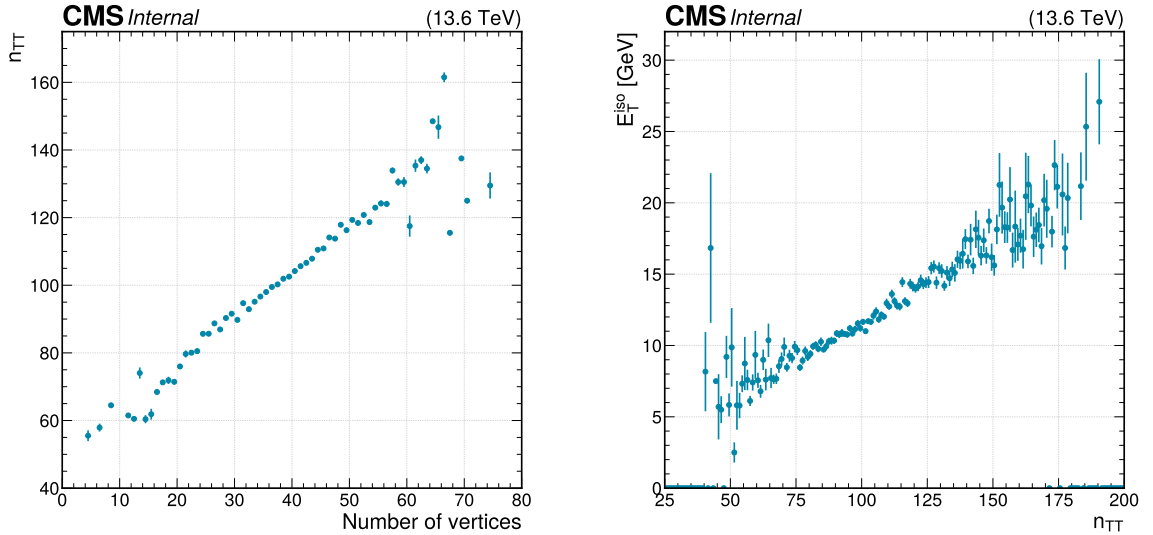 CMS Internal (13.6 TeV)
n_TT
160
140
120
100
80
60
40
0 10 20 30 40 50 60 70 80
Number of vertices
CMS Internal (13.6 TeV)
E_T^iso [GeV]
30
25
20
15
10
5
0
25 50 75 100 125 150 175 200
n_TT